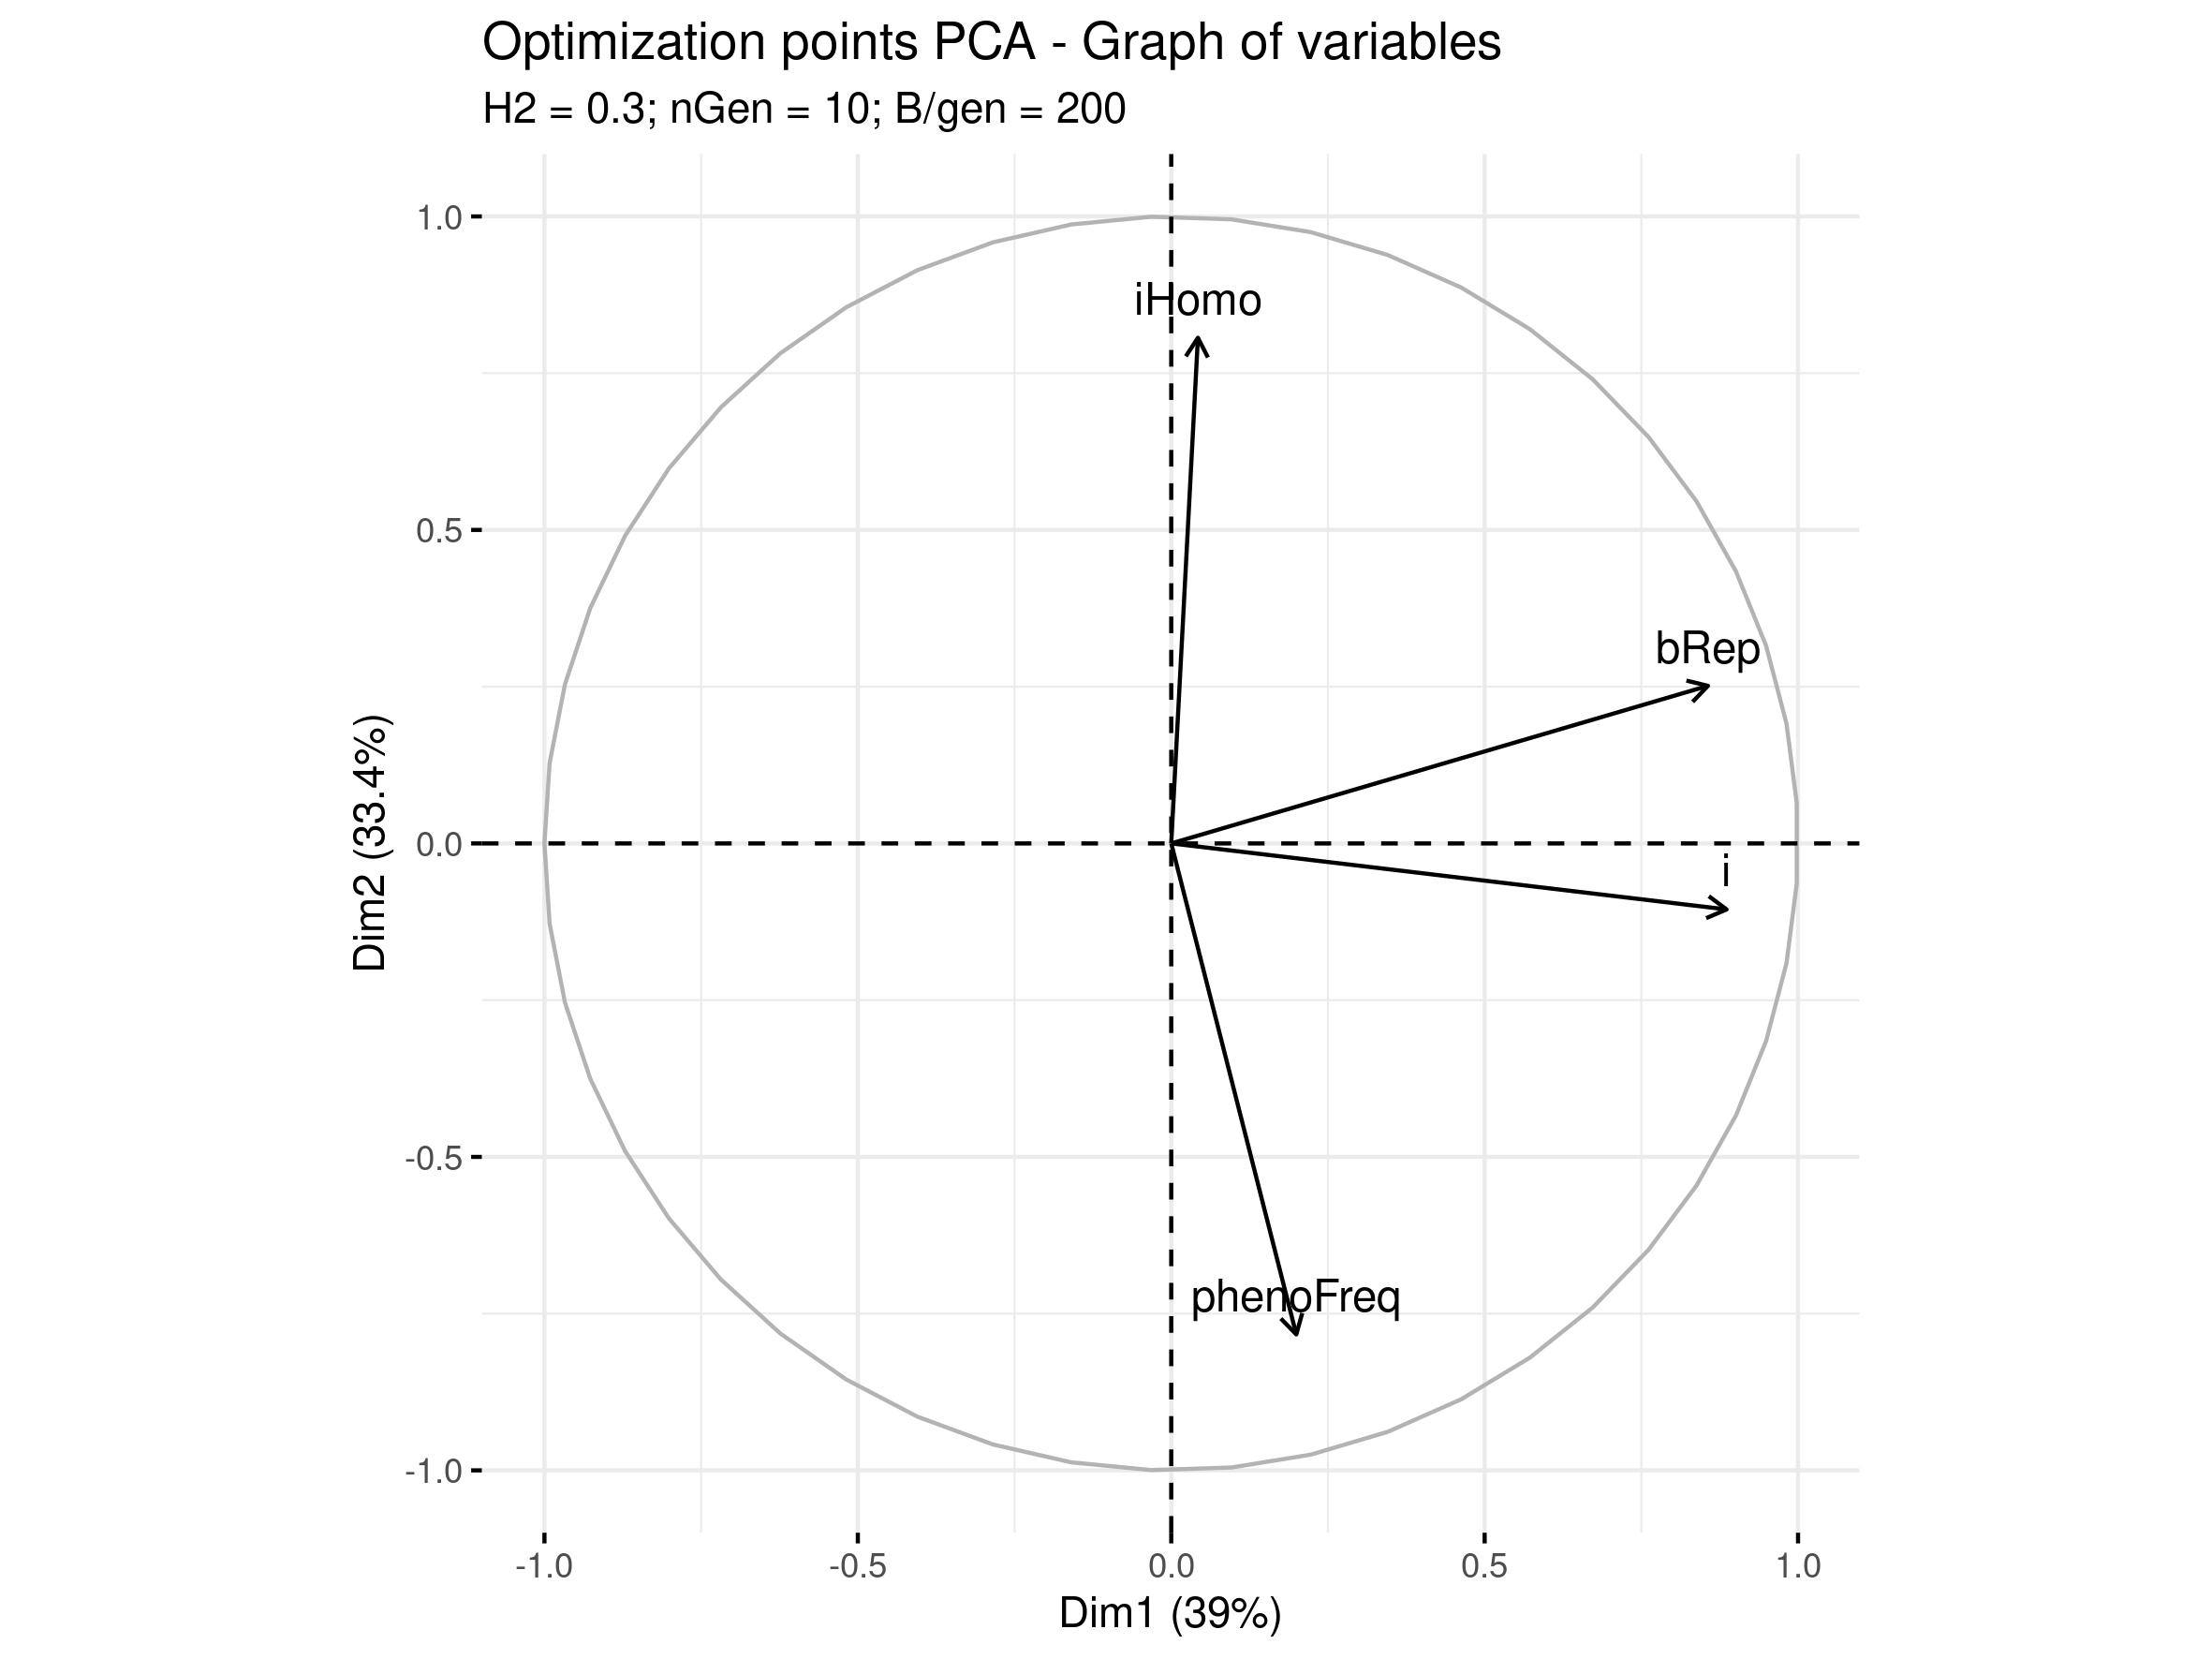 Optimization points PCA - Graph of variables
H2 = 0.3; nGen = 10; B/gen = 200
1.0
0.5
0.0
-0.5
-1.0
Dim2 (33.4%)
iHomo
bRep
i
phenoFreq
-1.0
-0.5
0.0
0.5
1.0
Dim1 (39%)